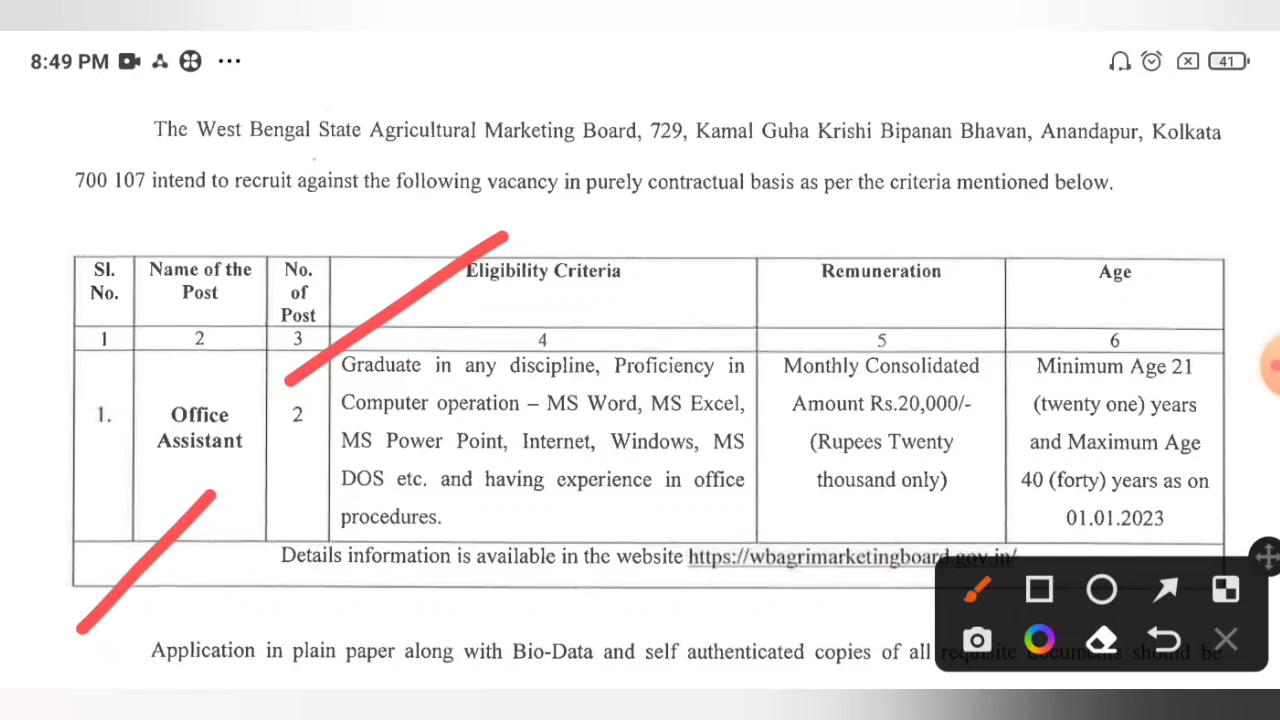 8:49 PM
41
The West Bengal State Agricultural Marketing Board, 729, Kamal Guha Krishi Bipanan Bhavan, Anandapur, Kolkata
700 107 intend to recruit against the following vacancy in purely contractual basis as per the criteria mentioned below.
Sl. No.
Name of the Post
No. of Post
Eligibility Criteria
Remuneration
Age
1
2
3
4
5
6
1.
Office
Assistant
2
Graduate in any discipline, Proficiency in
Computer operation – MS Word, MS Excel,
MS Power Point, Internet, Windows, MS
DOS etc. and having experience in office
procedures.
Monthly Consolidated
Amount Rs.20,000/-
(Rupees Twenty
thousand only)
Minimum Age 21
(twenty one) years
and Maximum Age
40 (forty) years as on
01.01.2023
Details information is available in the website https://wbagrimarketingboard.gov.in/
Application in plain paper along with Bio-Data and self authenticated copies of all requisite documents should be